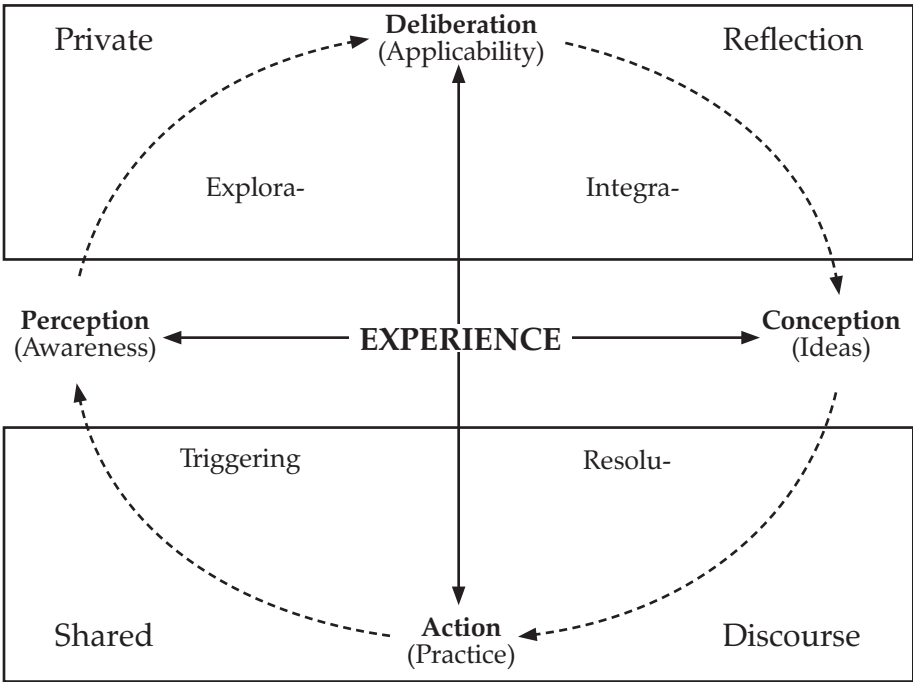 Private
Deliberation
(Applicability)
Reflection
Explora-
Integra-
Perception
(Awareness)
EXPERIENCE
Conception
(Ideas)
Triggering
Resolu-
Shared
Action
(Practice)
Discourse